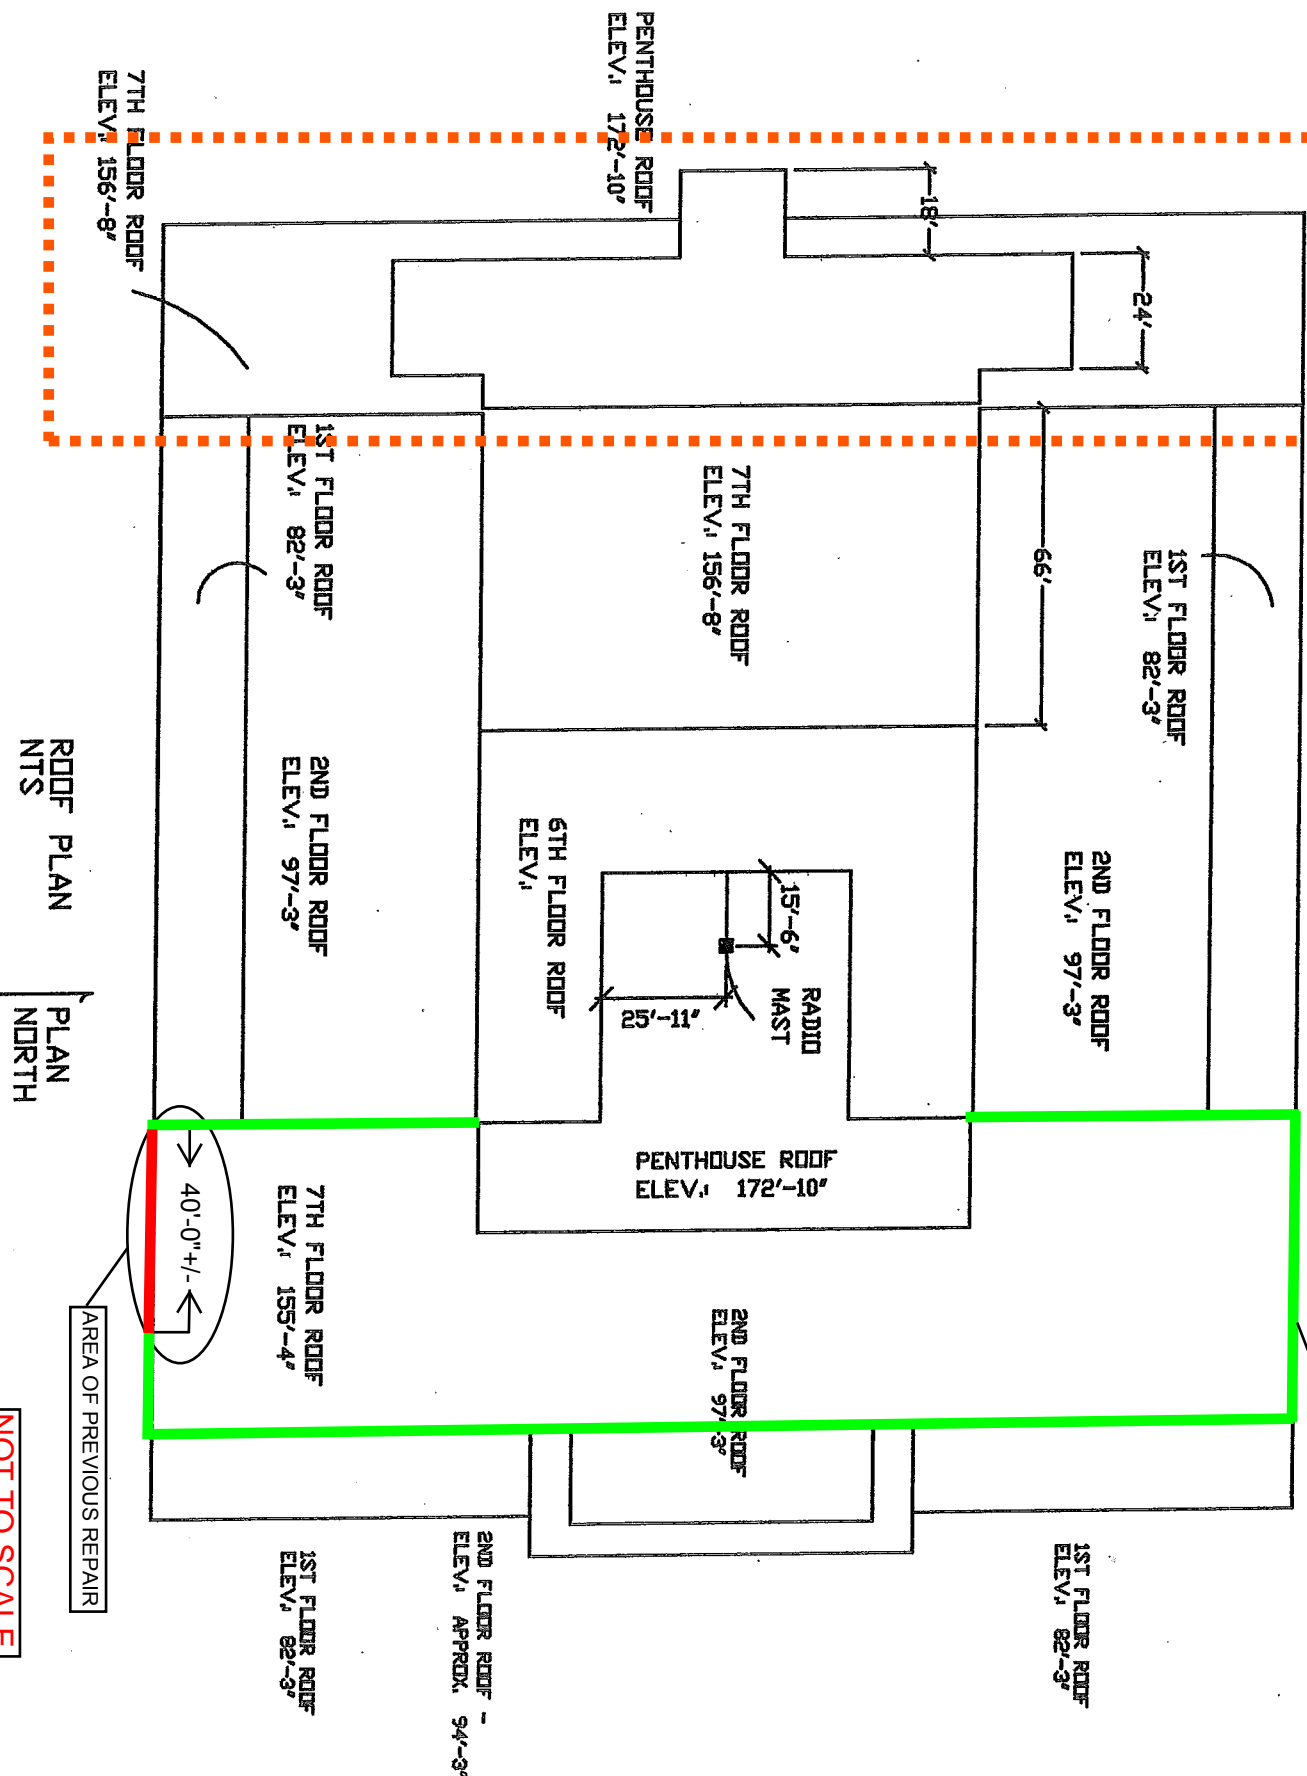 PENTHOUSE ROOF
ELEV.: 172'-10"
7TH FLOOR ROOF
ELEV.: 156'-8"
18'
24'
1ST FLOOR ROOF
ELEV.: 82'-3"
7TH FLOOR ROOF
ELEV.: 156'-8"
66'
1ST FLOOR ROOF
ELEV.: 82'-3"
2ND FLOOR ROOF
ELEV.: 97'-3"
6TH FLOOR ROOF
ELEV.:
15'-6"
25'-11"
RADIO
MAST
2ND FLOOR ROOF
ELEV.: 97'-3"
PENTHOUSE ROOF
ELEV.: 172'-10"
7TH FLOOR ROOF
ELEV.: 155'-4"
40'-0"+/-
AREA OF PREVIOUS REPAIR
2ND FLOOR ROOF
ELEV.: 97'-3"
1ST FLOOR ROOF
ELEV.: 82'-3"
2ND FLOOR ROOF -
ELEV.: APPROX. 94'-3"
1ST FLOOR ROOF
ELEV.: 82'-3"
ROOF PLAN
NTS
PLAN
NORTH
NOT TO SCALE